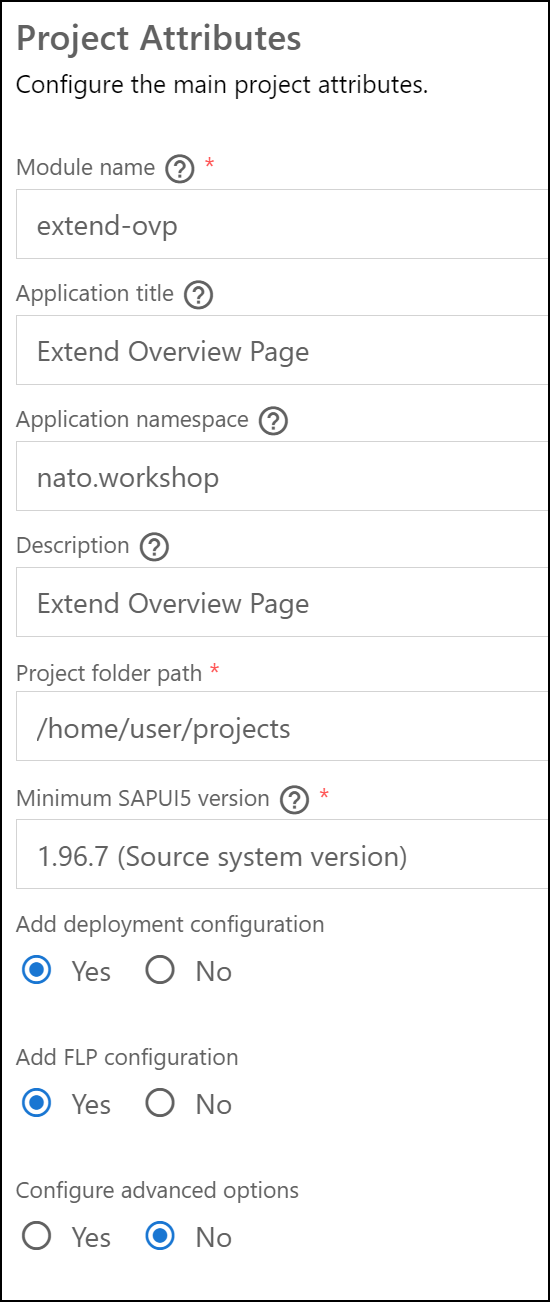 Project Attributes
Configure the main project attributes.
Module name ? *
extend-ovp
Application title ?
Extend Overview Page
Application namespace ?
nato.workshop
Description ?
Extend Overview Page
Project folder path *
/home/user/projects
Minimum SAPUI5 version ? *
1.96.7 (Source system version)
Add deployment configuration
Yes No
Add FLP configuration
Yes No
Configure advanced options
Yes No